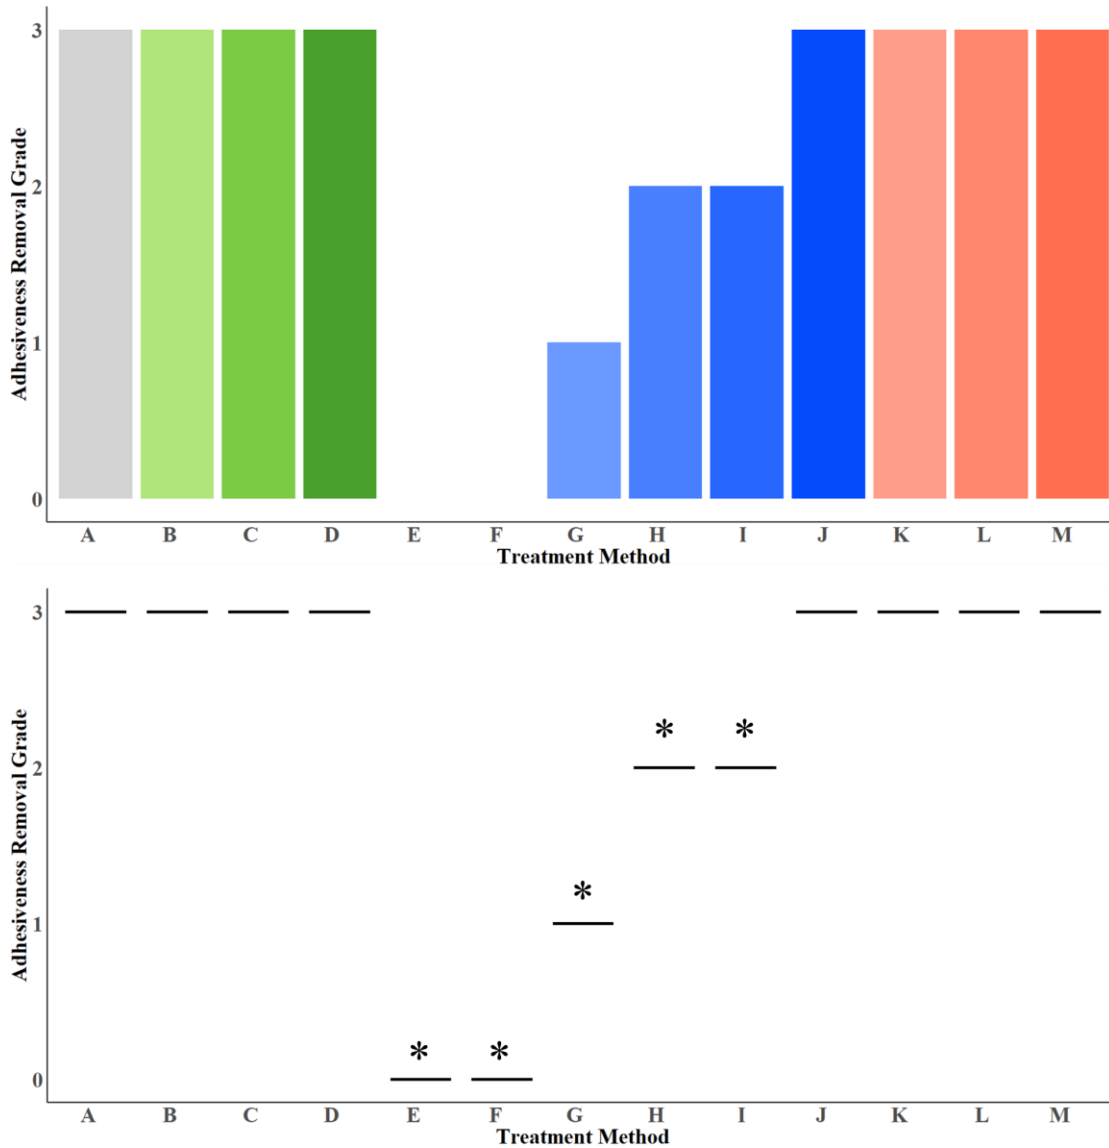 Adhesiveness Removal Grade
3
2
1
0
A B C D E F G H I J K L M
Treatment Method
Adhesiveness Removal Grade
3
2
* *
1
*
0
* *
A B C D E F G H I J K L M
Treatment Method